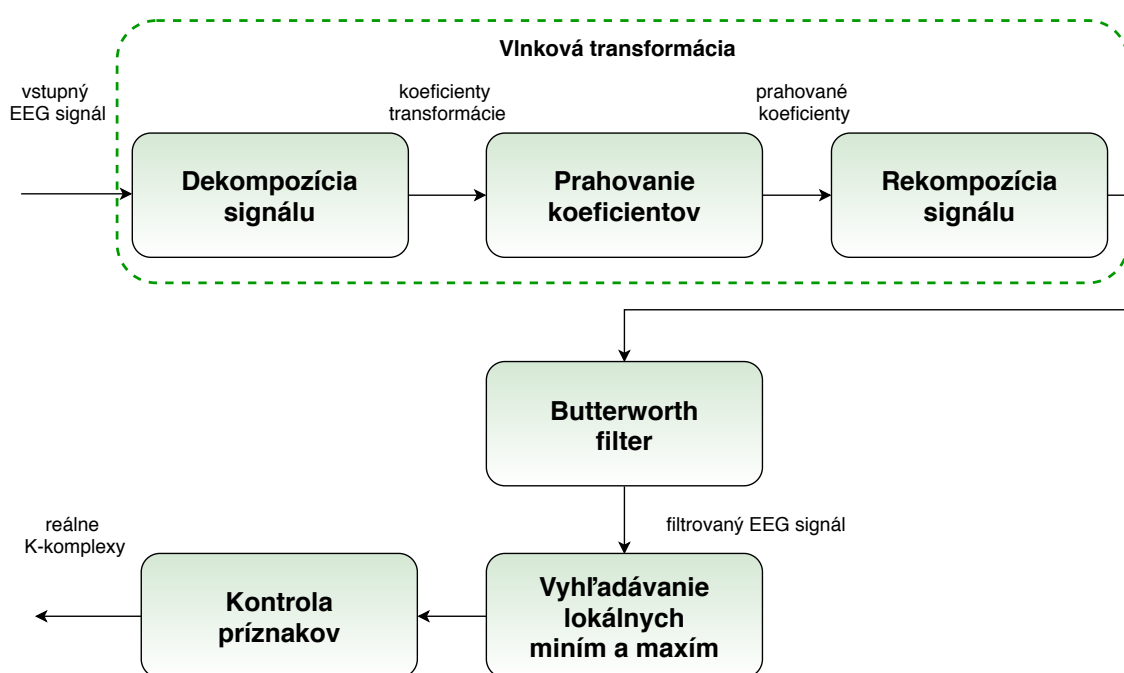 Vlnková transformácia
vstupný
EEG signál
koeficienty
transformácie
prahované
koeficienty
Dekompozícia
signálu
Prahovanie
koeficientov
Rekompozícia
signálu
Butterworth
filter
filtrovaný EEG signál
reálne
K-komplexy
Kontrola
príznakov
Vyhľadávanie
lokálnych
miním a maxím